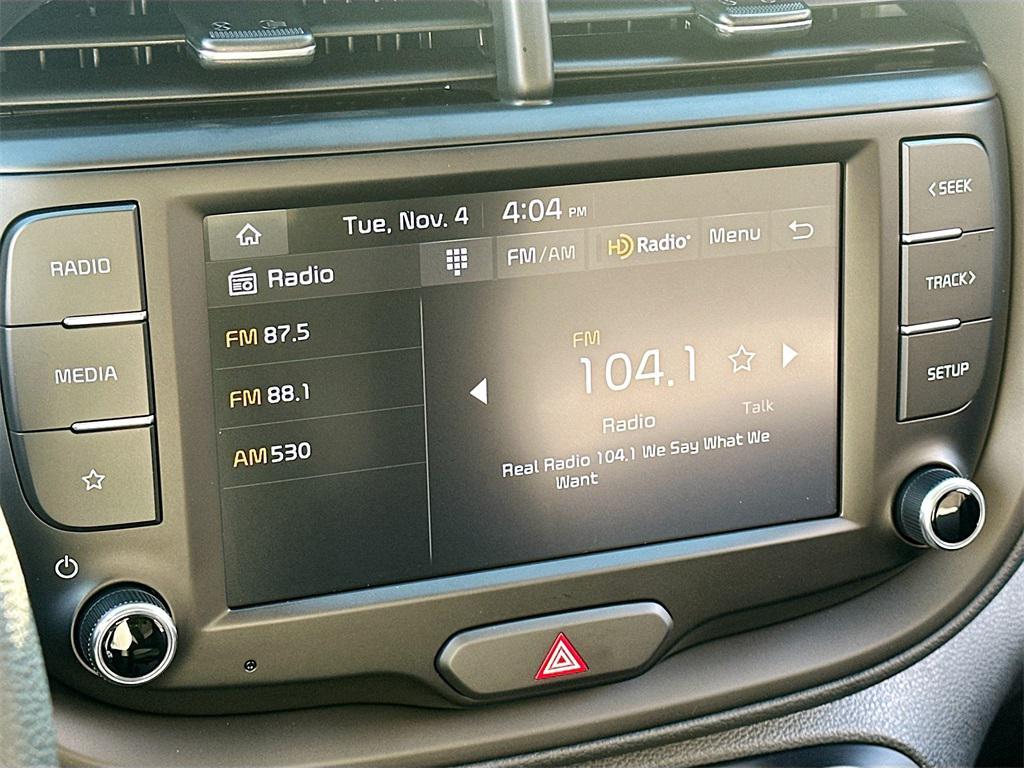 Tue, Nov. 4 4:04 PM
Radio
FM/AM
HD Radio
Menu
FM 87.5
FM 88.1
AM 530
FM
104.1
Radio
Talk
Real Radio 104.1 We Say What We
Want
RADIO
MEDIA
< SEEK
TRACK >
SETUP